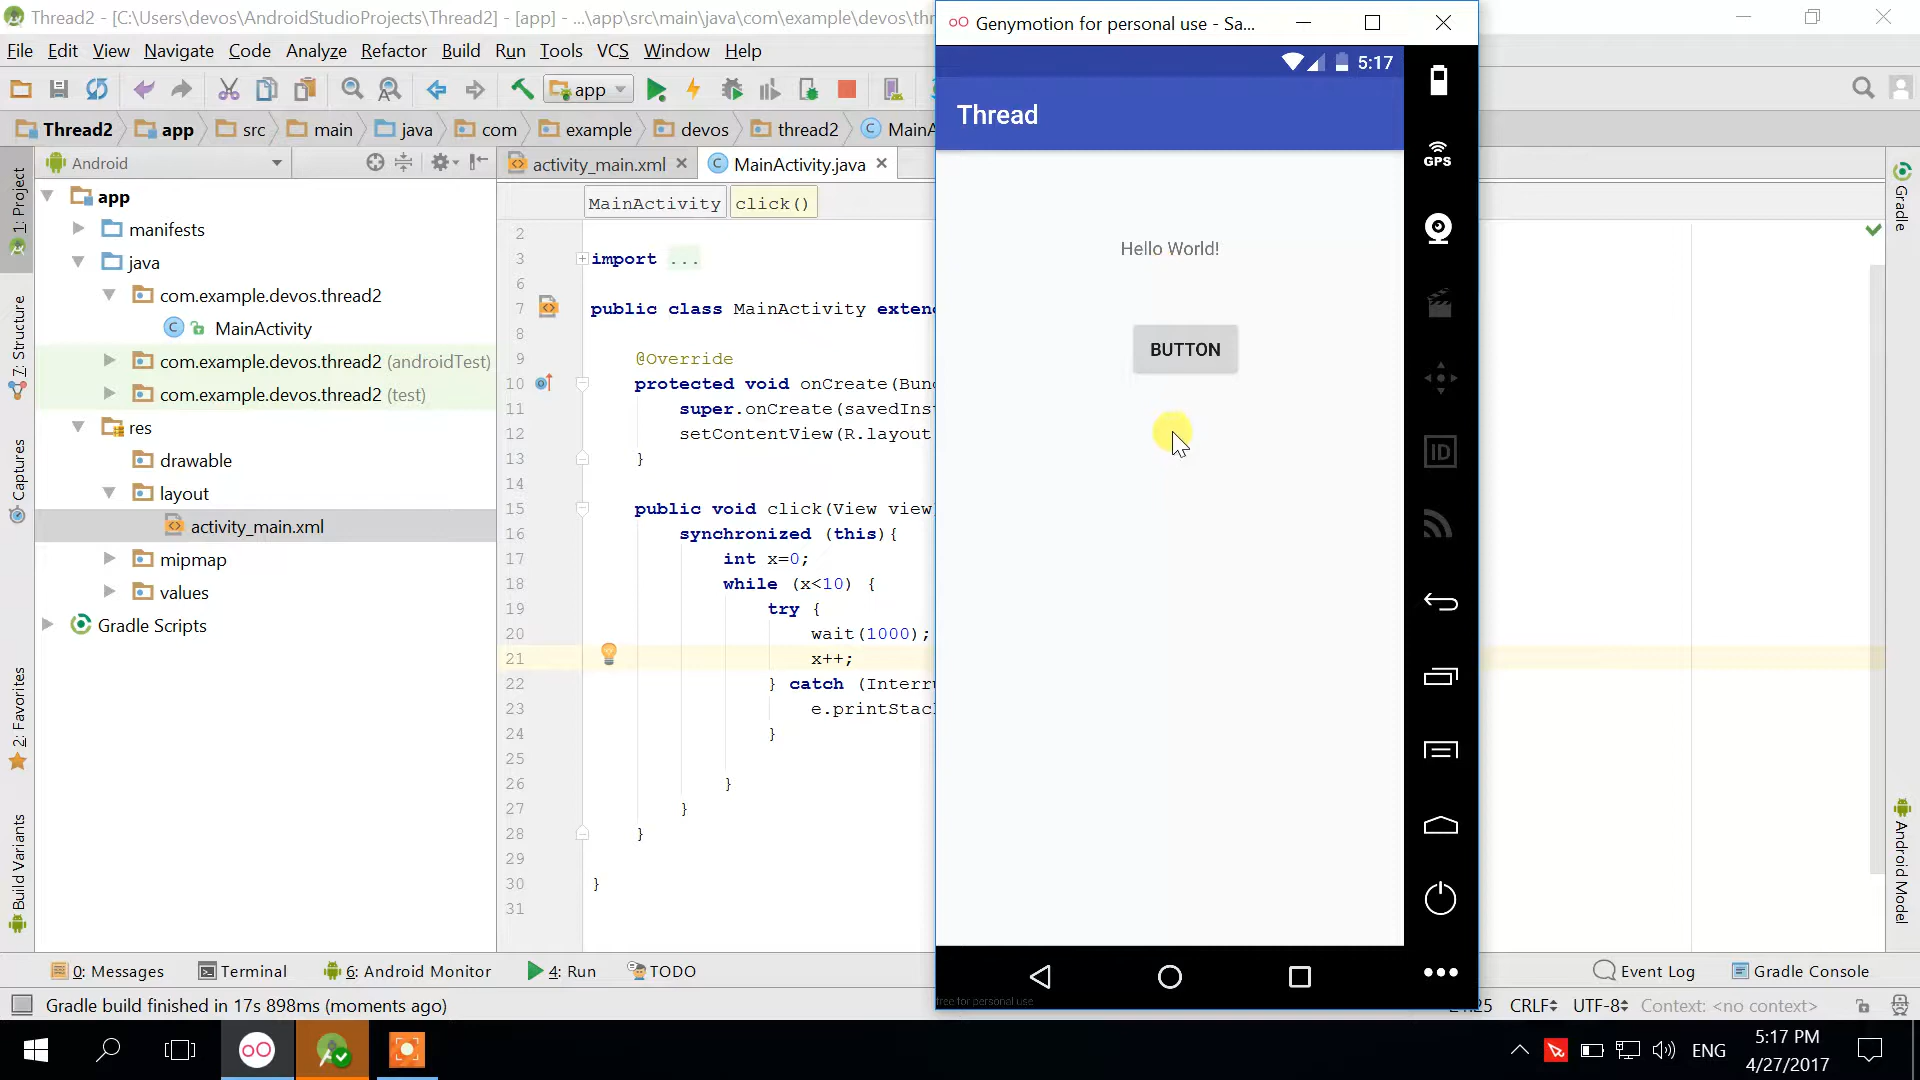 Thread2 - [C:\Users\devos\AndroidStudioProjects\Thread2] - [app] - ...\app\src\main\java\com\example\devos\thr
File Edit View Navigate Code Analyze Refactor Build Run Tools VCS Window Help
app
Thread2 app src main java com example devos thread2 MainA
Android
activity_main.xml
MainActivity.java
1: Project
7: Structure
Captures
2: Favorites
Build Variants
app
manifests
java
com.example.devos.thread2
MainActivity
com.example.devos.thread2 (androidTest)
com.example.devos.thread2 (test)
res
drawable
layout
activity_main.xml
mipmap
values
Gradle Scripts
MainActivity click()
2
3 import ...
6
7 public class MainActivity exten
8
9 @Override
10 protected void onCreate(Bun
11 super.onCreate(savedIns
12 setContentView(R.layout
13 }
14
15 public void click(View view
16 synchronized (this){
17 int x=0;
18 while (x<10) {
19 try {
20 wait(1000);
21 x++;
22 } catch (Interru
23 e.printStac
24 }
25
26 }
27 }
28 }
29
30 }
31
Genymotion for personal use - Sa...
5:17
Thread
Hello World!
BUTTON
GPS
ID
free for personal use
Gradle
Android Model
0: Messages Terminal 6: Android Monitor 4: Run TODO
Event Log Gradle Console
Gradle build finished in 17s 898ms (moments ago)
:25 CRLF UTF-8 Context: <no context>
ENG
5:17 PM
4/27/2017